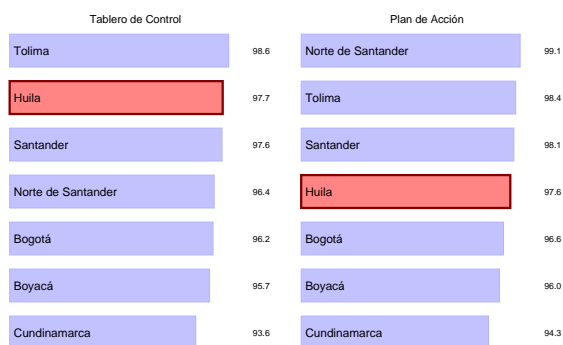 Tablero de Control
Tolima 98.6
Huila 97.7
Santander 97.6
Norte de Santander 96.4
Bogotá 96.2
Boyacá 95.7
Cundinamarca 93.6
Plan de Acción
Norte de Santander 99.1
Tolima 98.4
Santander 98.1
Huila 97.6
Bogotá 96.6
Boyacá 96.0
Cundinamarca 94.3